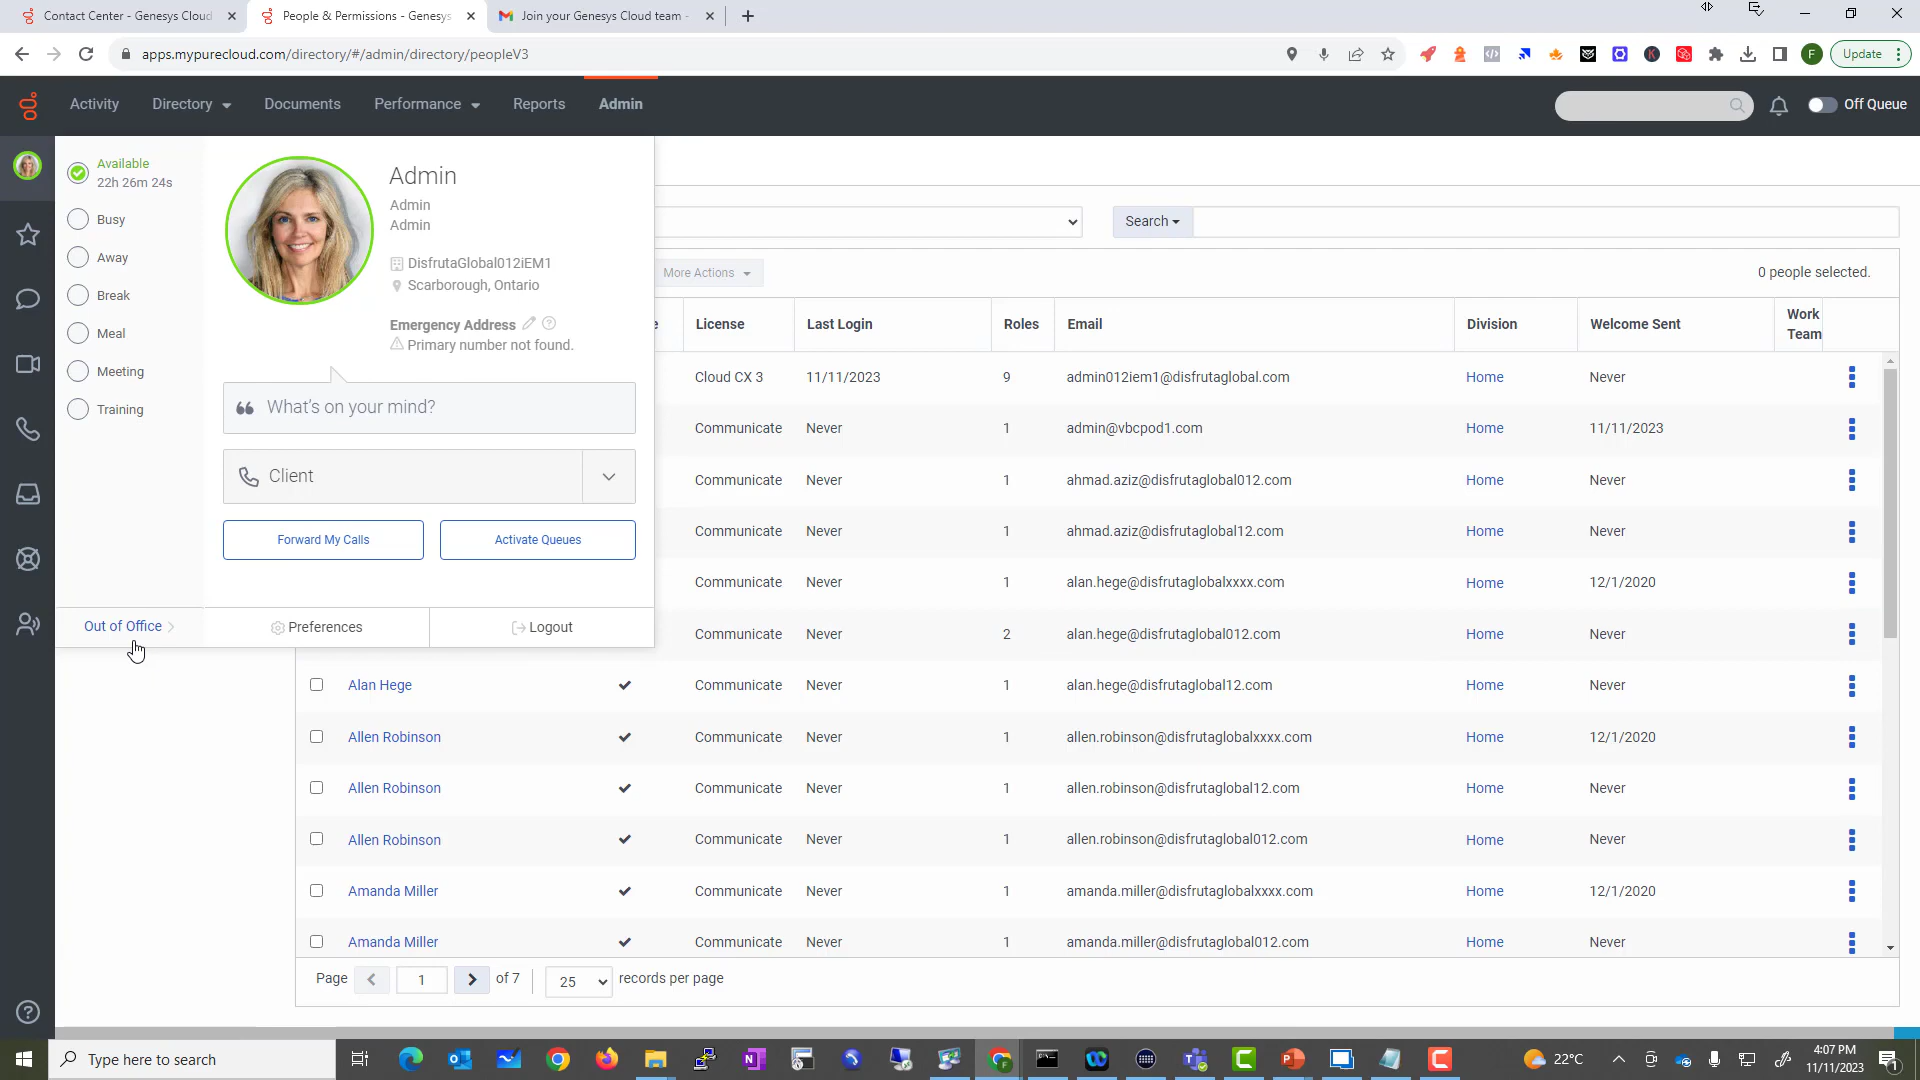 Contact Center - Genesys Cloud
People & Permissions - Genesys
Join your Genesys Cloud team -
apps.mypurecloud.com/directory/#/admin/directory/peopleV3
F
Update
Activity
Directory
Documents
Performance
Reports
Admin
Off Queue
Available
22h 26m 24s
Busy
Away
Break
Meal
Meeting
Training
Out of Office
Admin
Admin
Admin
DisfrutaGlobal012iEM1
Scarborough, Ontario
Emergency Address
Primary number not found.
What's on your mind?
Client
Forward My Calls
Activate Queues
Preferences
Logout
Search
More Actions
0 people selected.
e License Last Login Roles Email Division Welcome Sent Work Team
Cloud CX 3 11/11/2023 9 admin012iem1@disfrutaglobal.com Home Never
Communicate Never 1 admin@vbcpod1.com Home 11/11/2023
Communicate Never 1 ahmad.aziz@disfrutaglobal012.com Home Never
Communicate Never 1 ahmad.aziz@disfrutaglobal12.com Home Never
Communicate Never 1 alan.hege@disfrutaglobalxxxx.com Home 12/1/2020
Communicate Never 2 alan.hege@disfrutaglobal012.com Home Never
Alan Hege Communicate Never 1 alan.hege@disfrutaglobal12.com Home Never
Allen Robinson Communicate Never 1 allen.robinson@disfrutaglobalxxxx.com Home 12/1/2020
Allen Robinson Communicate Never 1 allen.robinson@disfrutaglobal12.com Home Never
Allen Robinson Communicate Never 1 allen.robinson@disfrutaglobal012.com Home Never
Amanda Miller Communicate Never 1 amanda.miller@disfrutaglobalxxxx.com Home 12/1/2020
Amanda Miller Communicate Never 1 amanda.miller@disfrutaglobal012.com Home Never
Page 1 of 7 25 records per page
Type here to search
22°C
4:07 PM
11/11/2023
1